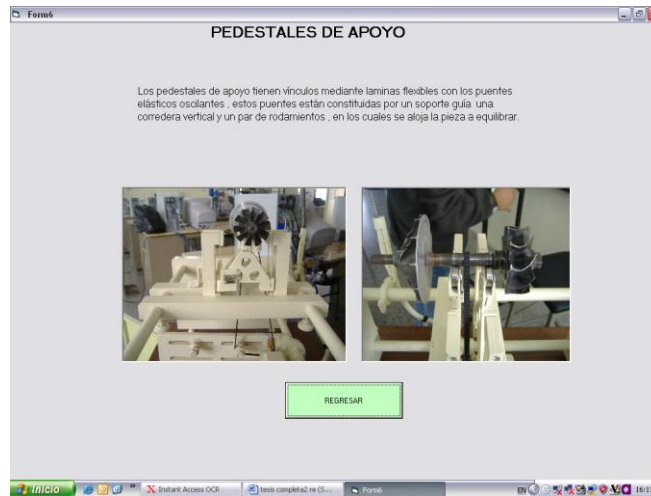 Form6
PEDESTALES DE APOYO
Los pedestales de apoyo tienen vínculos mediante laminas flexibles con los puentes
elásticos oscilantes , estos puentes están constituidas por un soporte guía una
corredera vertical y un par de rodamientos , en los cuales se aloja la pieza a equilibrar.
REGRESAR
Inicio
Instant Access OCR
tesis completa2 re (S...
Form6
EN